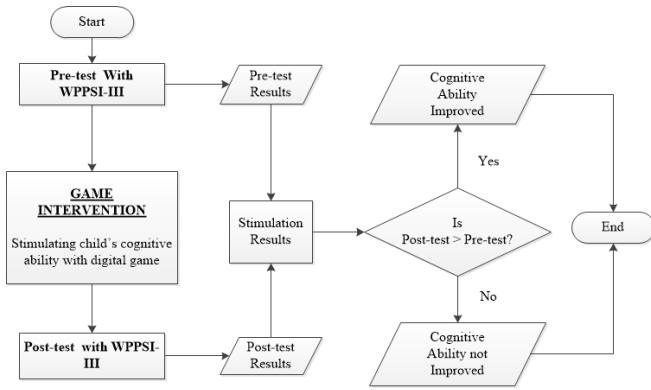 Start
Pre-test With
WPPSI-III
Pre-test
Results
GAME
INTERVENTION
Stimulating child's cognitive
ability with digital game
Post-test with WPPSI-
III
Post-test
Results
Stimulation
Results
Is
Post-test > Pre-test?
Yes
Cognitive
Ability
Improved
No
Cognitive
Ability not
Improved
End